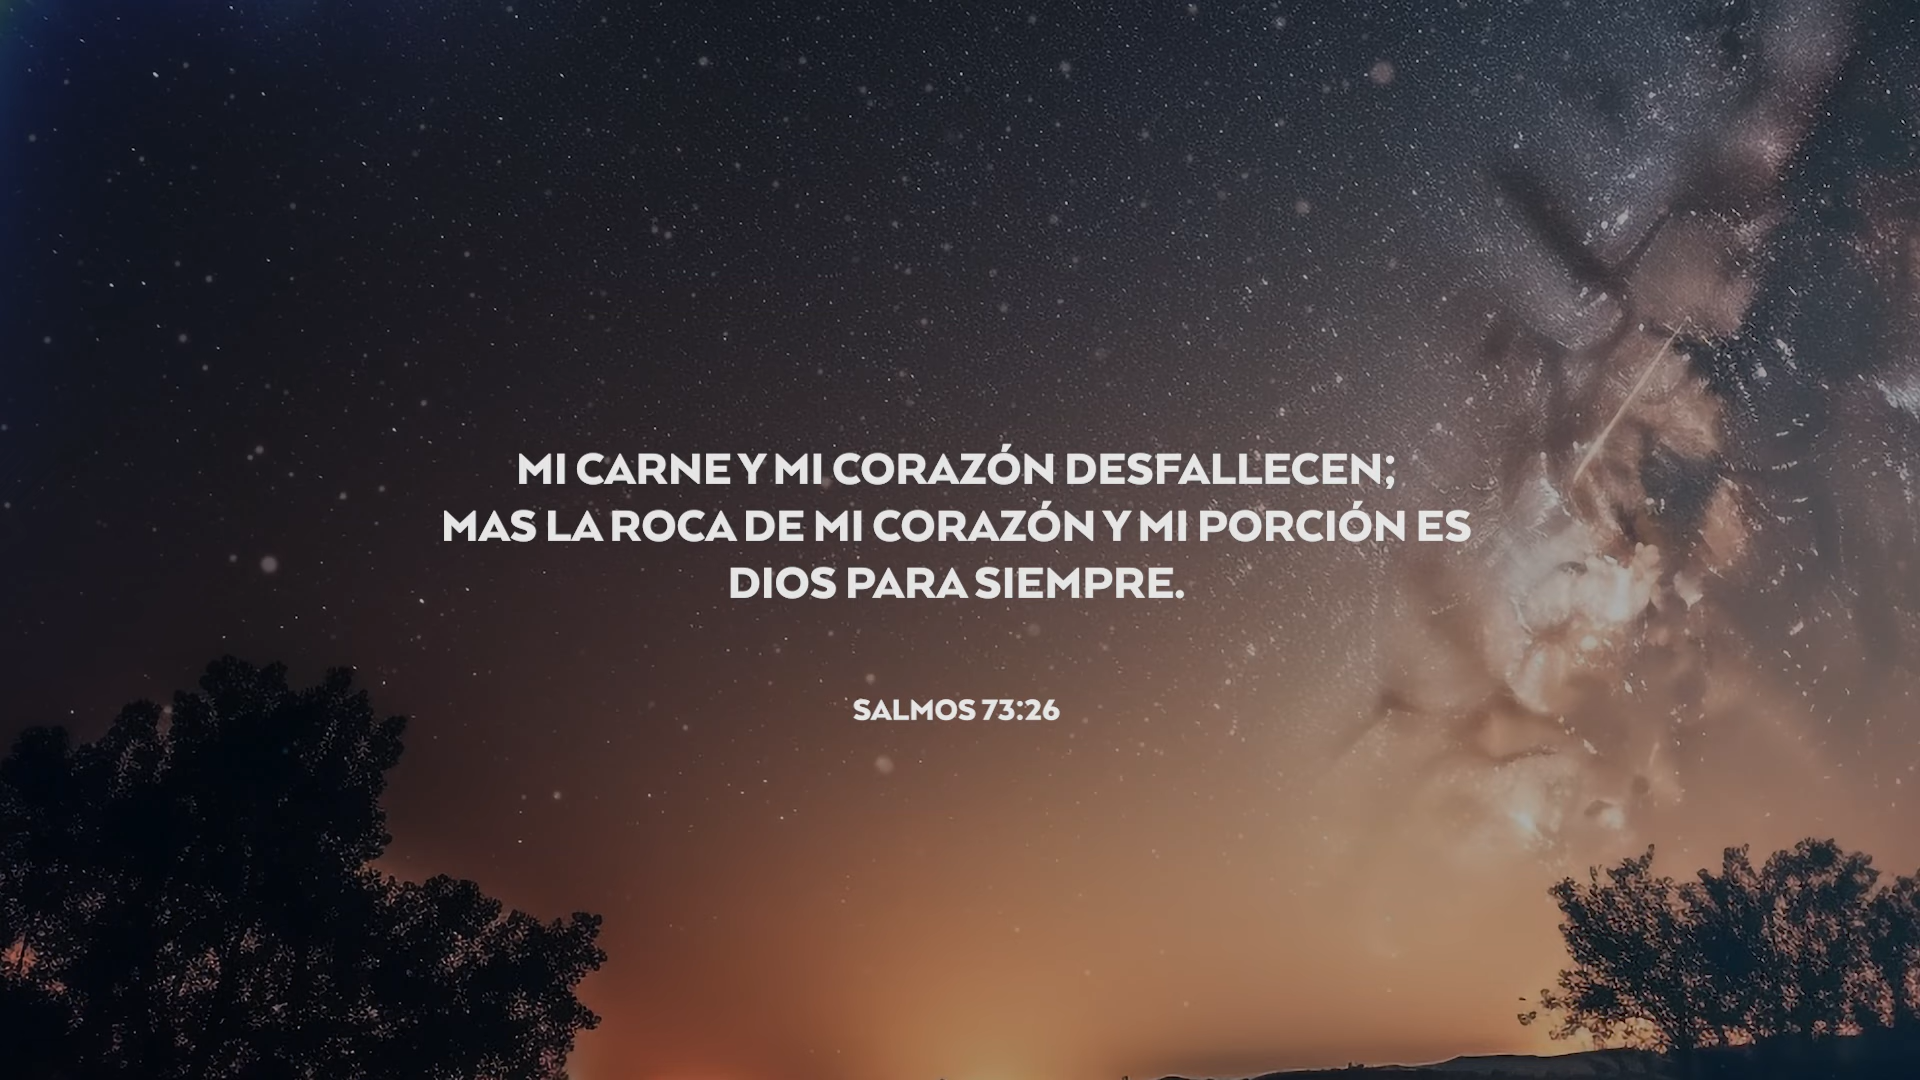 MI CARNE Y MI CORAZÓN DESFALLECEN;
MAS LA ROCA DE MI CORAZÓN Y MI PORCIÓN ES
DIOS PARA SIEMPRE.
SALMOS 73:26